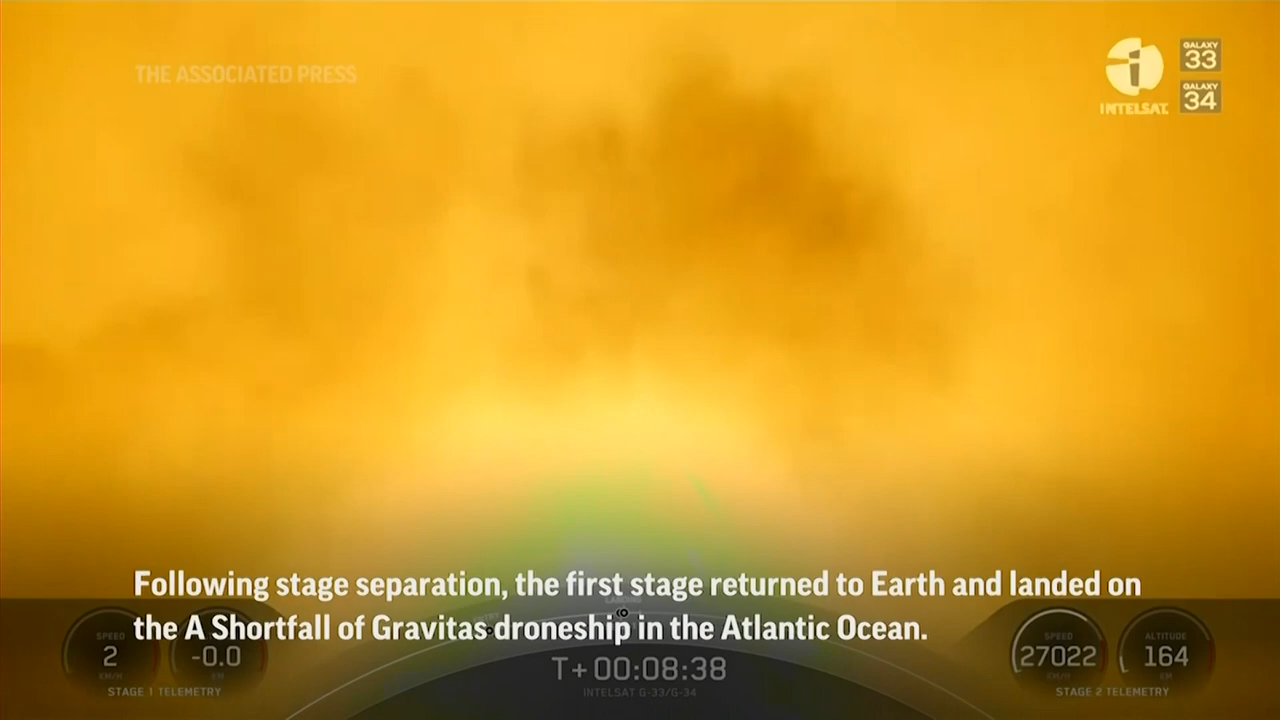 THE ASSOCIATED PRESS
INTELSAT
GALAXY
33
GALAXY
34
Following stage separation, the first stage returned to Earth and landed on
the A Shortfall of Gravitas droneship in the Atlantic Ocean.
SPEED
2
KM/H
-0.0
KM
STAGE 1 TELEMETRY
T+00:08:38
INTELSAT G-33/G-34
SPEED
27022
KM/H
ALTITUDE
164
KM
STAGE 2 TELEMETRY